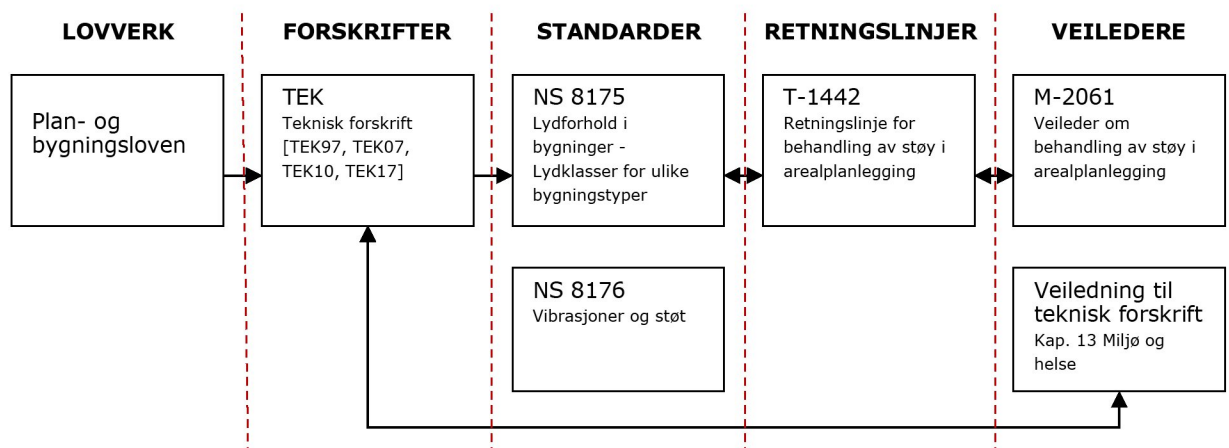 LOVVERK
FORSKRIFTER
STANDARDER
RETNINGSLINJER
VEILEDERE
Plan- og
bygningsloven
TEK
Teknisk forskrift
[TEK97, TEK07,
TEK10, TEK17]
NS 8175
Lydforhold i
bygninger -
Lydklasser for ulike
bygningstyper
T-1442
Retningslinje for
behandling av støy i
arealplanlegging
M-2061
Veileder om
behandling av støy i
arealplanlegging
NS 8176
Vibrasjoner og støt
Veiledning til
teknisk forskrift
Kap. 13 Miljø og
helse